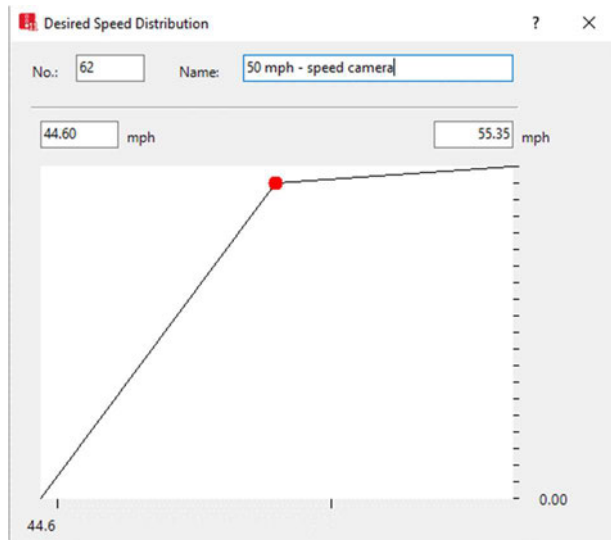 Desired Speed Distribution ? ×
No.: 62 Name: 50 mph - speed camera
44.60 mph 55.35 mph
0.00
44.6